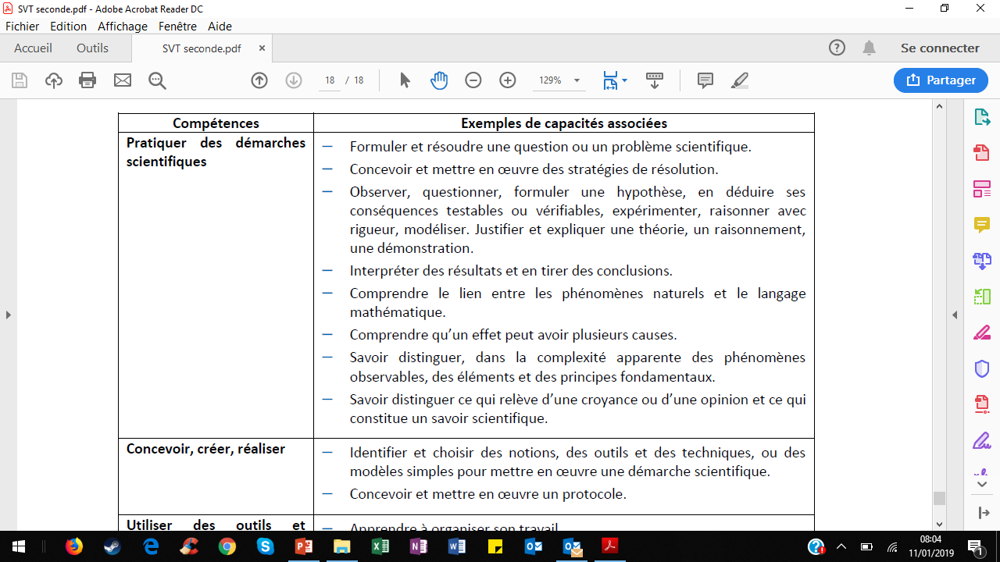 SVT seconde.pdf - Adobe Acrobat Reader DC
Fichier Edition Affichage Fenêtre Aide
Accueil Outils SVT seconde.pdf × Se connecter
18 / 18 129% Partager
Compétences Exemples de capacités associées
Pratiquer des démarches
scientifiques
— Formuler et résoudre une question ou un problème scientifique.
— Concevoir et mettre en œuvre des stratégies de résolution.
— Observer, questionner, formuler une hypothèse, en déduire ses
conséquences testables ou vérifiables, expérimenter, raisonner avec
rigueur, modéliser. Justifier et expliquer une théorie, un raisonnement,
une démonstration.
— Interpréter des résultats et en tirer des conclusions.
— Comprendre le lien entre les phénomènes naturels et le langage
mathématique.
— Comprendre qu’un effet peut avoir plusieurs causes.
— Savoir distinguer, dans la complexité apparente des phénomènes
observables, des éléments et des principes fondamentaux.
— Savoir distinguer ce qui relève d’une croyance ou d’une opinion et ce qui
constitue un savoir scientifique.
Concevoir, créer, réaliser
— Identifier et choisir des notions, des outils et des techniques, ou des
modèles simples pour mettre en œuvre une démarche scientifique.
— Concevoir et mettre en œuvre un protocole.
Utiliser des outils et
— Apprendre à organiser son travail
08:04
11/01/2019
1